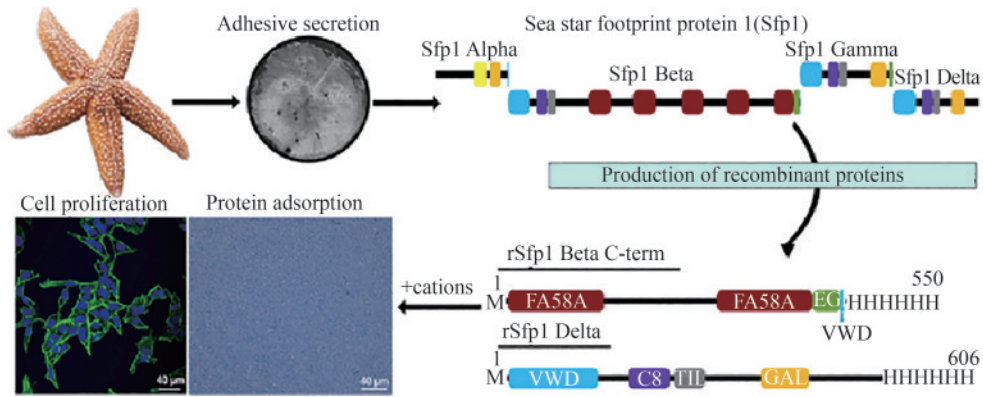 Adhesive secretion
Sea star footprint protein 1(Sfp1)
Sfp1 Alpha
Sfp1 Beta
Sfp1 Gamma
Sfp1 Delta
Production of recombinant proteins
Cell proliferation
Protein adsorption
40 μm
40 μm
+cations
rSfp1 Beta C-term
1
550
M
FA58A
FA58A
EG
HHHHHH
VWD
rSfp1 Delta
1
606
M
VWD
C8
TIL
GAL
HHHHHH